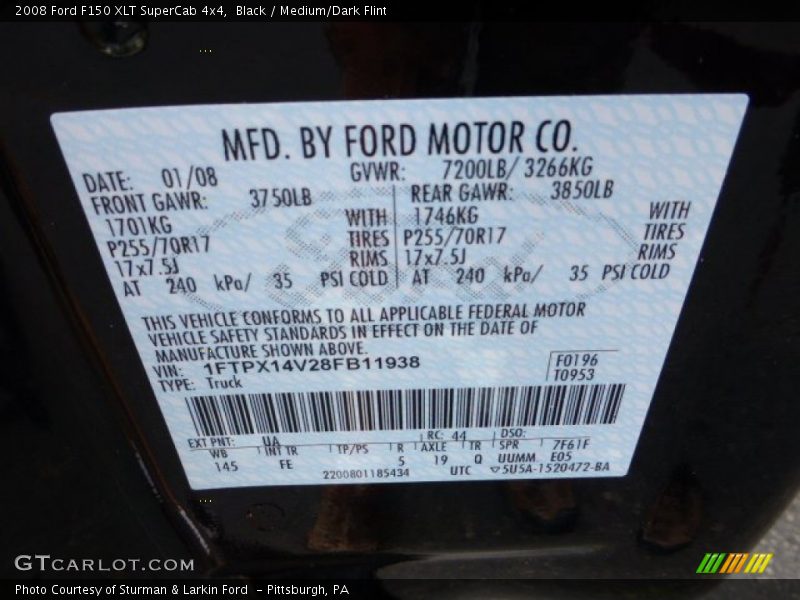 2008 Ford F150 XLT SuperCab 4x4,  Black / Medium/Dark Flint
MFD. BY FORD MOTOR CO.
DATE: 01/08 GVWR: 7200LB/ 3266KG
FRONT GAWR: 3750LB REAR GAWR: 3850LB
1701KG WITH 1746KG WITH
P255/70R17 TIRES P255/70R17 TIRES
17x7.5J RIMS 17x7.5J RIMS
AT 240 kPa/ 35 PSI COLD AT 240 kPa/ 35 PSI COLD
THIS VEHICLE CONFORMS TO ALL APPLICABLE FEDERAL MOTOR
VEHICLE SAFETY STANDARDS IN EFFECT ON THE DATE OF
MANUFACTURE SHOWN ABOVE.
VIN: 1FTPX14V28FB11938 F0196
TYPE: Truck T0953
EXT PNT: UA RC: 44 DSO:
WB INT TR TP/PS R AXLE TR SPR 7F61F
145 FE 5 19 Q UUMM E05
2200801185434 UTC 5U5A-1520472-BA
GTCARLOT.COM
Photo Courtesy of Sturman & Larkin Ford  - Pittsburgh, PA